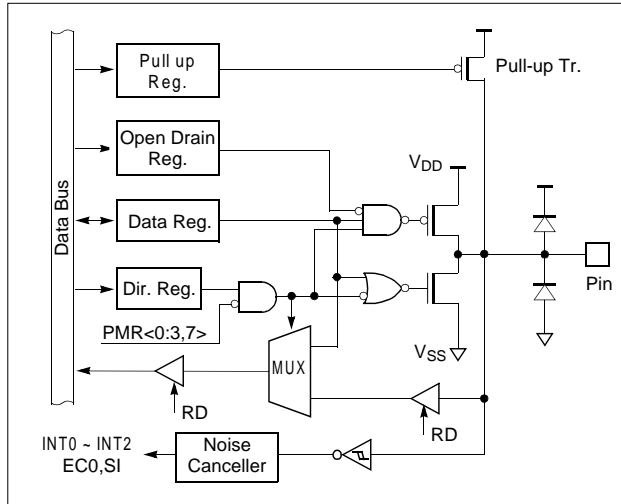 Pull up
Reg.
Pull-up Tr.
Open Drain
Reg.
VDD
Data Bus
Data Reg.
Dir. Reg.
Pin
PMR<0:3,7>
VSS
MUX
RD
RD
INT0 ~ INT2
EC0,SI
Noise
Canceller